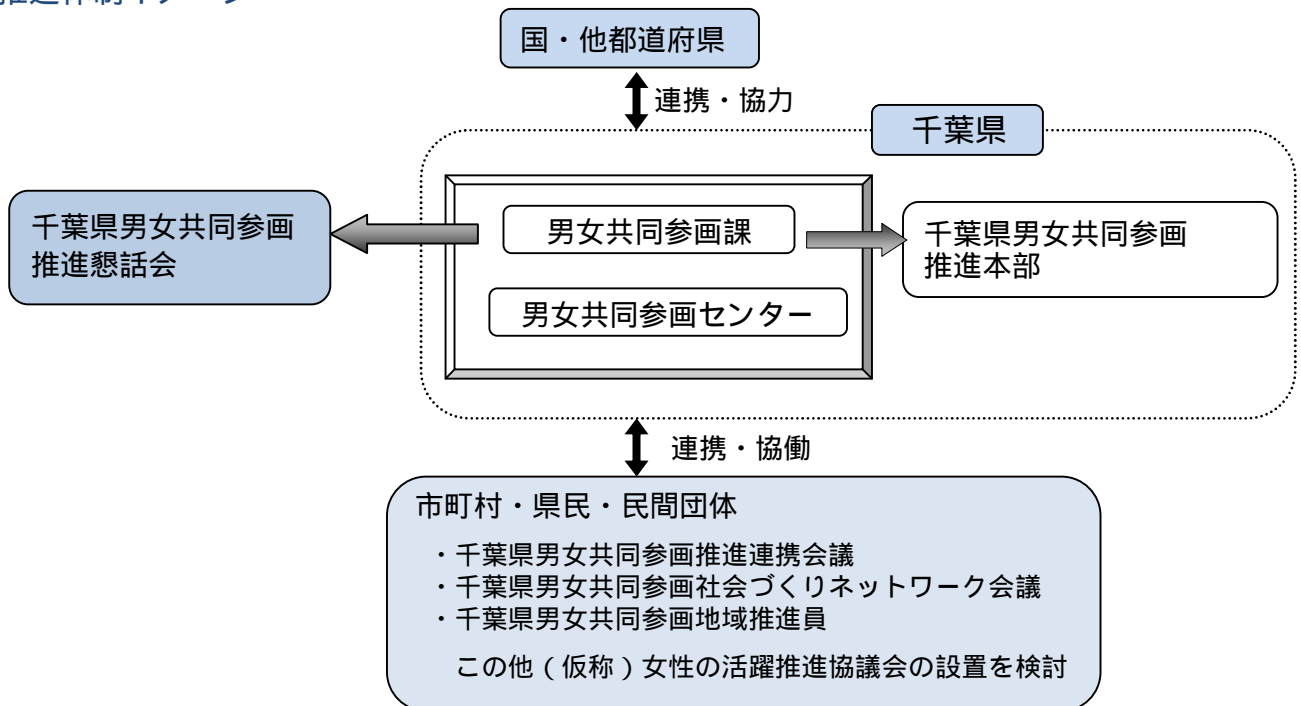 推進体制イメージ
国・他都道府県
連携・協力
千葉県
千葉県男女共同参画
推進懇話会
男女共同参画課
千葉県男女共同参画
推進本部
男女共同参画センター
連携・協働
市町村・県民・民間団体
・千葉県男女共同参画推進連携会議
・千葉県男女共同参画社会づくりネットワーク会議
・千葉県男女共同参画地域推進員
この他(仮称)女性の活躍推進協議会の設置を検討